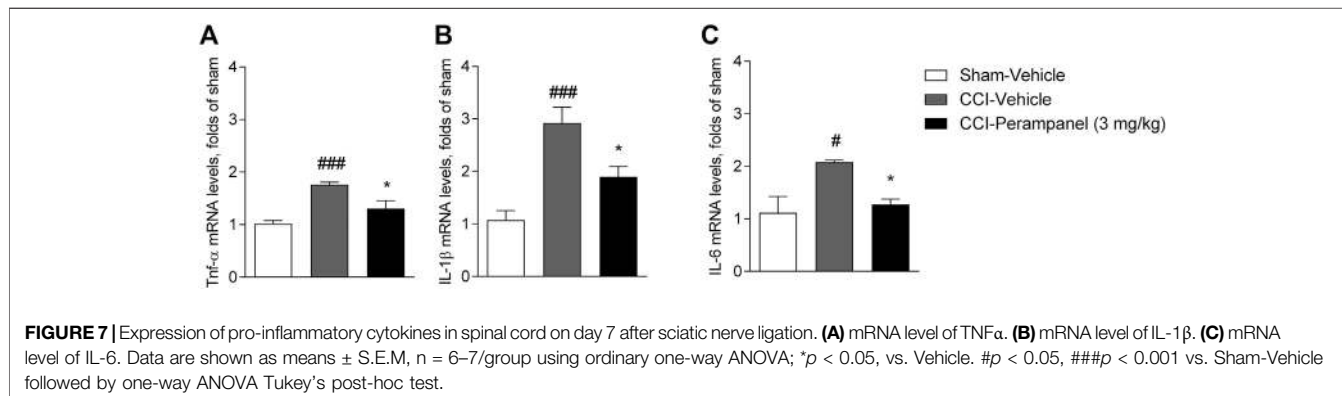 A
Tnf-α mRNA levels, folds of sham
4
3
2
1
0
###
*
B
IL-1β mRNA levels, folds of sham
4
3
2
1
0
###
*
C
IL-6 mRNA levels, folds of sham
4
3
2
1
0
#
*
Sham-Vehicle
CCI-Vehicle
CCI-Perampanel (3 mg/kg)
FIGURE 7 | Expression of pro-inflammatory cytokines in spinal cord on day 7 after sciatic nerve ligation. (A) mRNA level of TNFα. (B) mRNA level of IL-1β. (C) mRNA
level of IL-6. Data are shown as means ± S.E.M, n = 6–7/group using ordinary one-way ANOVA; *p < 0.05, vs. Vehicle. #p < 0.05, ###p < 0.001 vs. Sham-Vehicle
followed by one-way ANOVA Tukey's post-hoc test.